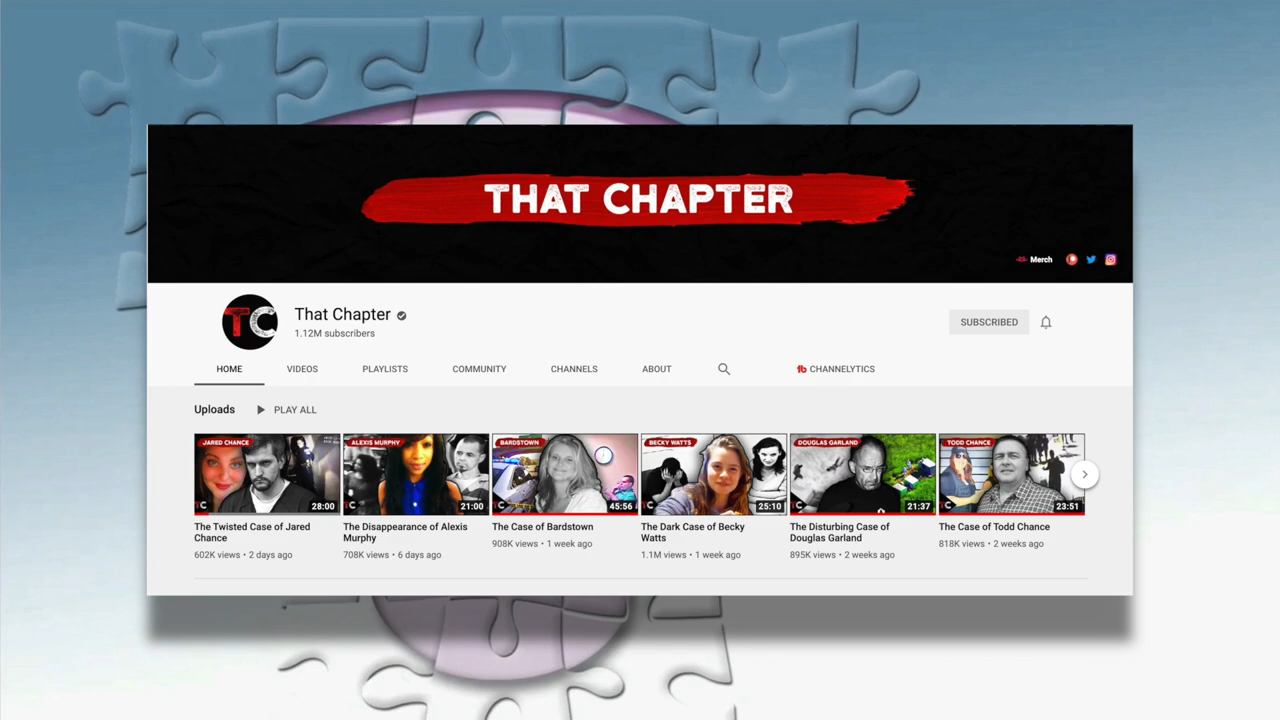 THAT CHAPTER
Merch
TC
That Chapter
1.12M subscribers
SUBSCRIBED
HOME VIDEOS PLAYLISTS COMMUNITY CHANNELS ABOUT CHANNELYTICS
Uploads PLAY ALL
JARED CHANCE
28:00
The Twisted Case of Jared
Chance
602K views • 2 days ago
ALEXIS MURPHY
21:00
The Disappearance of Alexis
Murphy
708K views • 6 days ago
BARDSTOWN
45:56
The Case of Bardstown
908K views • 1 week ago
BECKY WATTS
25:10
The Dark Case of Becky
Watts
1.1M views • 1 week ago
DOUGLAS GARLAND
21:37
The Disturbing Case of
Douglas Garland
895K views • 2 weeks ago
TODD CHANCE
23:51
The Case of Todd Chance
818K views • 2 weeks ago